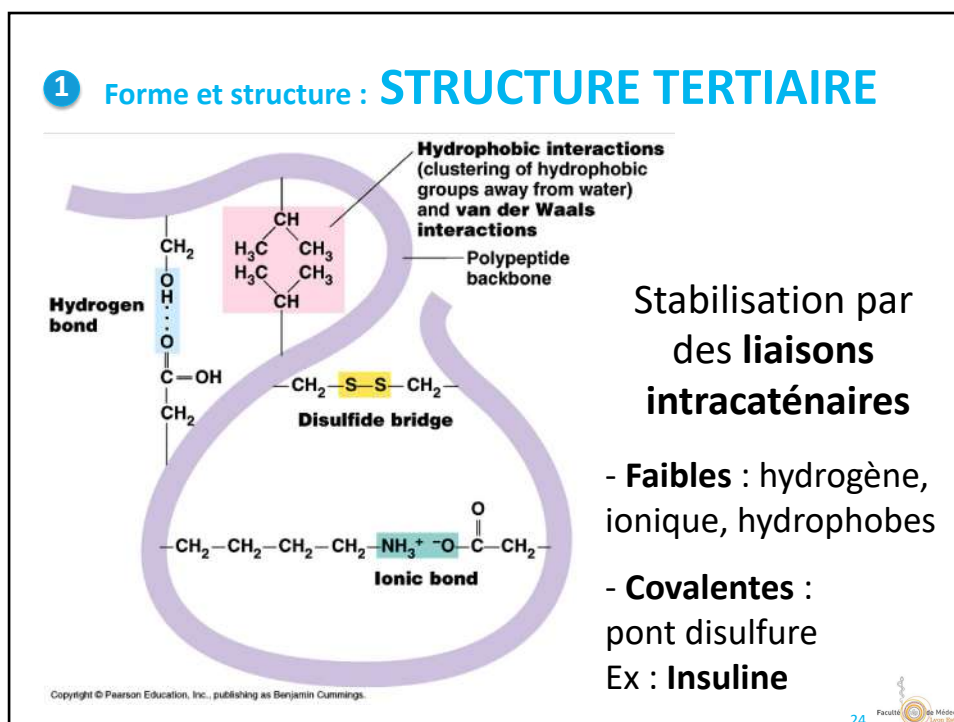 1 Forme et structure : STRUCTURE TERTIAIRE
Hydrophobic interactions
(clustering of hydrophobic
groups away from water)
and van der Waals
interactions
Polypeptide
backbone
Hydrogen
bond
CH₂
O
H
O
C=OH
CH₂
CH
H₃C CH₃
H₃C CH₃
CH
—CH₂—S—S—CH₂—
Disulfide bridge
O
—CH₂—CH₂—CH₂—CH₂—NH₃⁺ ⁻O—C—CH₂—
Ionic bond
Stabilisation par
des liaisons
intracaténaires
- Faibles : hydrogène,
ionique, hydrophobes
- Covalentes :
pont disulfure
Ex : Insuline
Copyright © Pearson Education, Inc., publishing as Benjamin Cummings.
24
Faculté de Méde